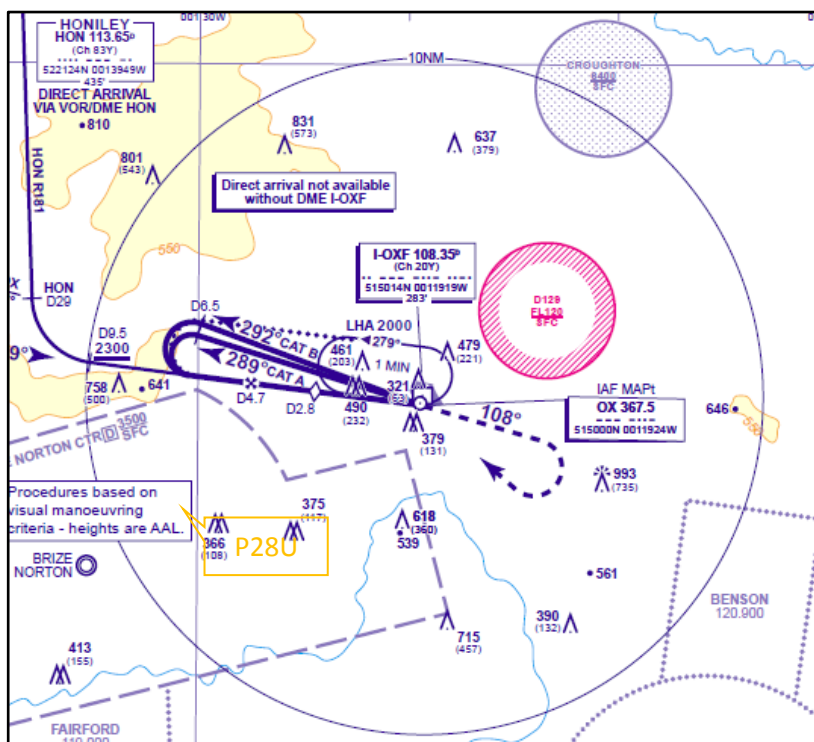 001 30W
HONILEY
HON 113.65ᴰ
(Ch 83Y)
522124N 0013949W
435'
DIRECT ARRIVAL
VIA VOR/DME HON
810
10NM
CROUGHTON
8400
SFC
831
(573)
637
(379)
801
(543)
HON R181
Direct arrival not available
without DME I-OXF
550
I-OXF 108.35ᴰ
(Ch 20Y)
515014N 0011919W
283'
D129
FL120
SFC
HON
D29
D6.5
LHA 2000
292° CAT B
279°
D9.5
2300
9°
289° CAT A
461
(203)
1 MIN
479
(221)
758
(500)
641
D4.7
D2.8
490
(232)
321
(63)
IAF MAPt
OX 367.5
515000N 0011924W
108°
646
550
379
(131)
NORTON CTR D 3500
SFC
993
(735)
Procedures based on
visual manoeuvring
criteria - heights are AAL.
375
(117)
366
(108)
P28U
618
(360)
539
BRIZE
NORTON
561
BENSON
120.900
390
(132)
715
(457)
413
(155)
FAIRFORD